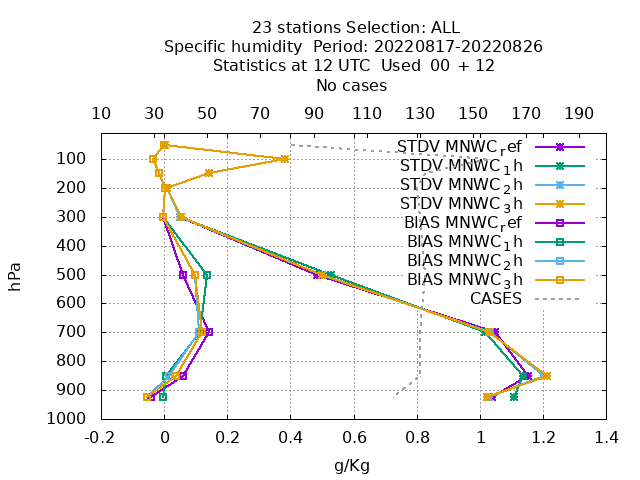 23 stations Selection: ALL
Specific humidity  Period: 20220817-20220826
Statistics at 12 UTC  Used  00 + 12
No cases
10 30 50 70 90 110 130 150 170 190
STDV MNWC_ref
STDV MNWC_1h
STDV MNWC_2h
STDV MNWC_3h
BIAS MNWC_ref
BIAS MNWC_1h
BIAS MNWC_2h
BIAS MNWC_3h
CASES
hPa
100
200
300
400
500
600
700
800
900
1000
-0.2 0 0.2 0.4 0.6 0.8 1 1.2 1.4
g/Kg